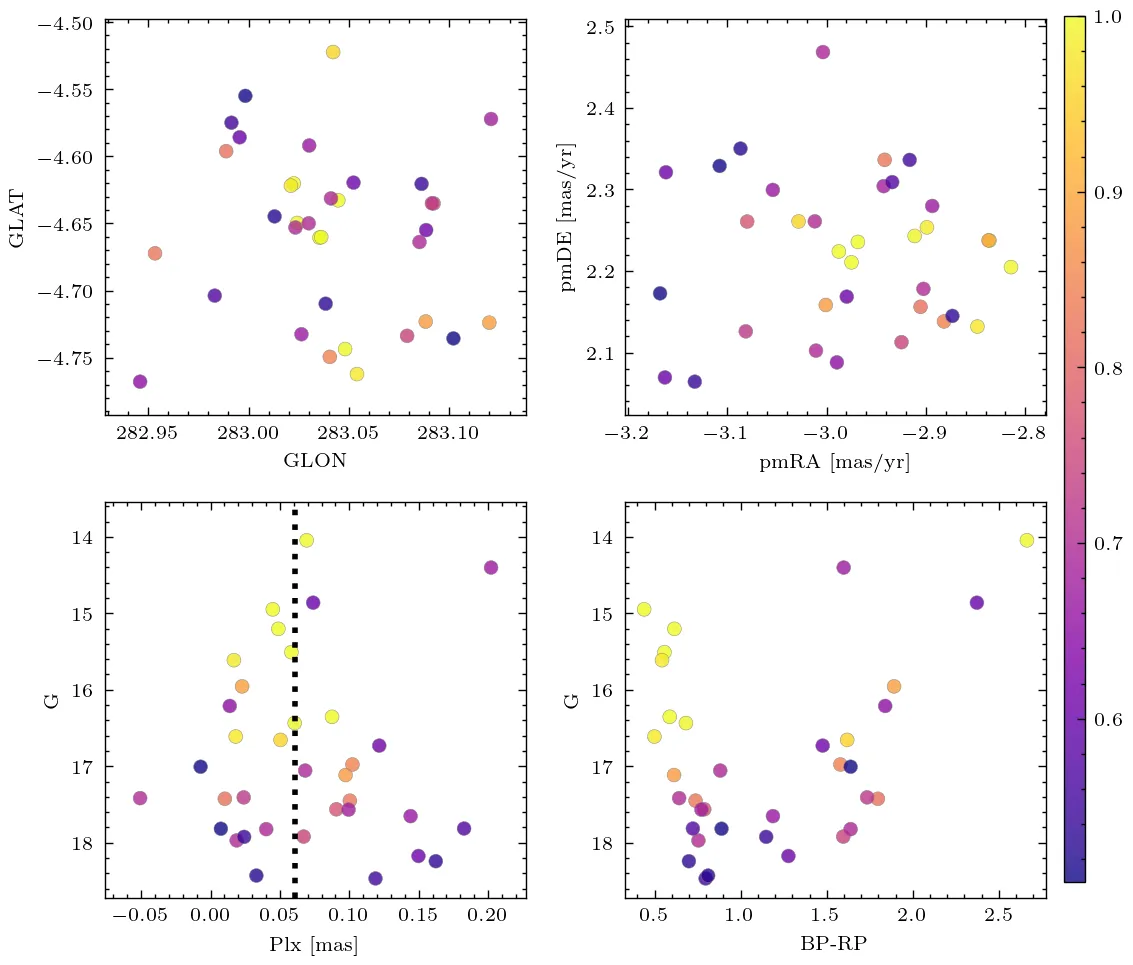 −4.50
−4.55
−4.60
−4.65
−4.70
−4.75
GLAT
282.95 283.00 283.05 283.10
GLON
2.5
2.4
2.3
2.2
2.1
pmDE [mas/yr]
−3.2 −3.1 −3.0 −2.9 −2.8
pmRA [mas/yr]
14
15
16
17
18
G
−0.05 0.00 0.05 0.10 0.15 0.20
Plx [mas]
14
15
16
17
18
G
0.5 1.0 1.5 2.0 2.5
BP-RP
1.0
0.9
0.8
0.7
0.6